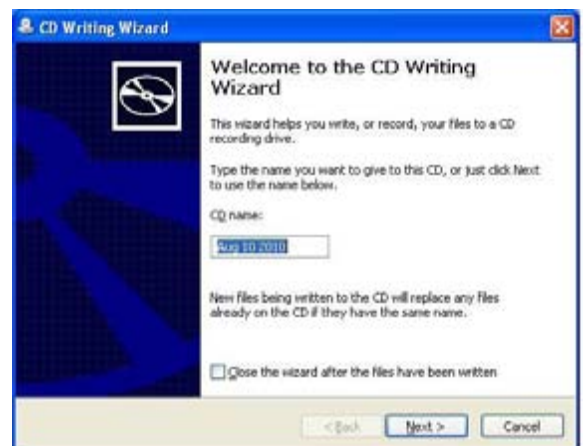 CD Writing Wizard
Welcome to the CD Writing
Wizard
This wizard helps you write, or record, your files to a CD
recording drive.
Type the name you want to give to this CD, or just click Next
to use the name below.
CD name:
Aug 10 2010
New files being written to the CD will replace any files
already on the CD if they have the same name.
Close the wizard after the files have been written
< Back
Next >
Cancel